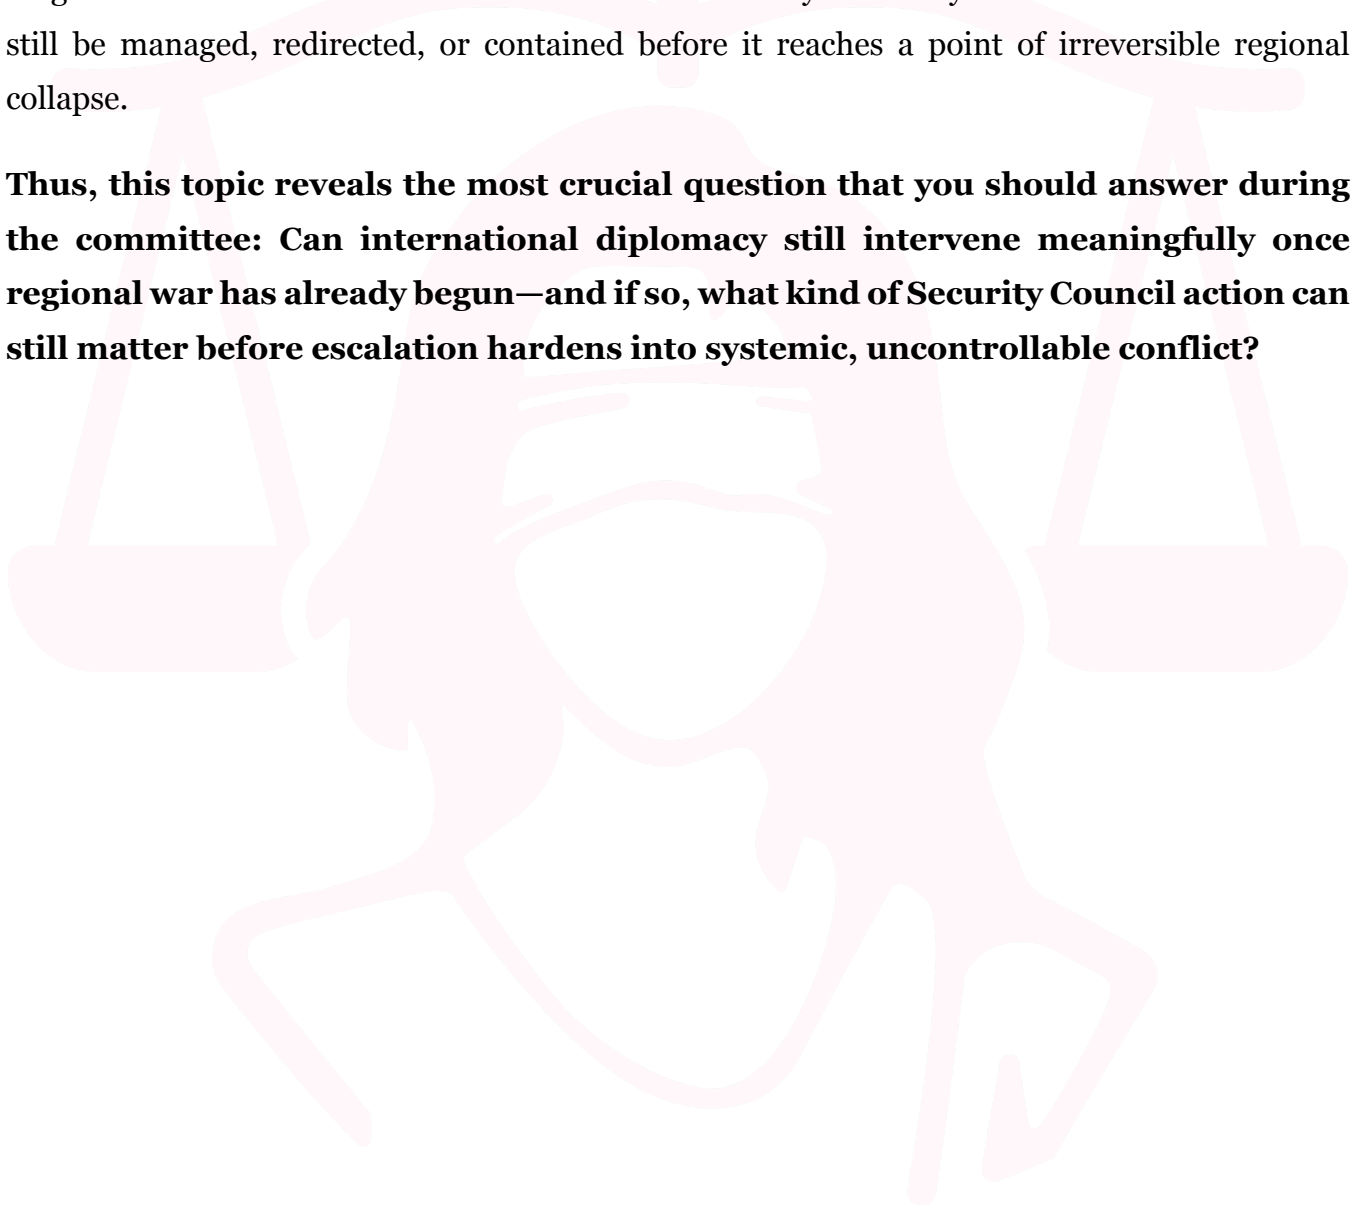 still be managed, redirected, or contained before it reaches a point of irreversible regional
collapse.
Thus, this topic reveals the most crucial question that you should answer during
the committee: Can international diplomacy still intervene meaningfully once
regional war has already begun—and if so, what kind of Security Council action can
still matter before escalation hardens into systemic, uncontrollable conflict?